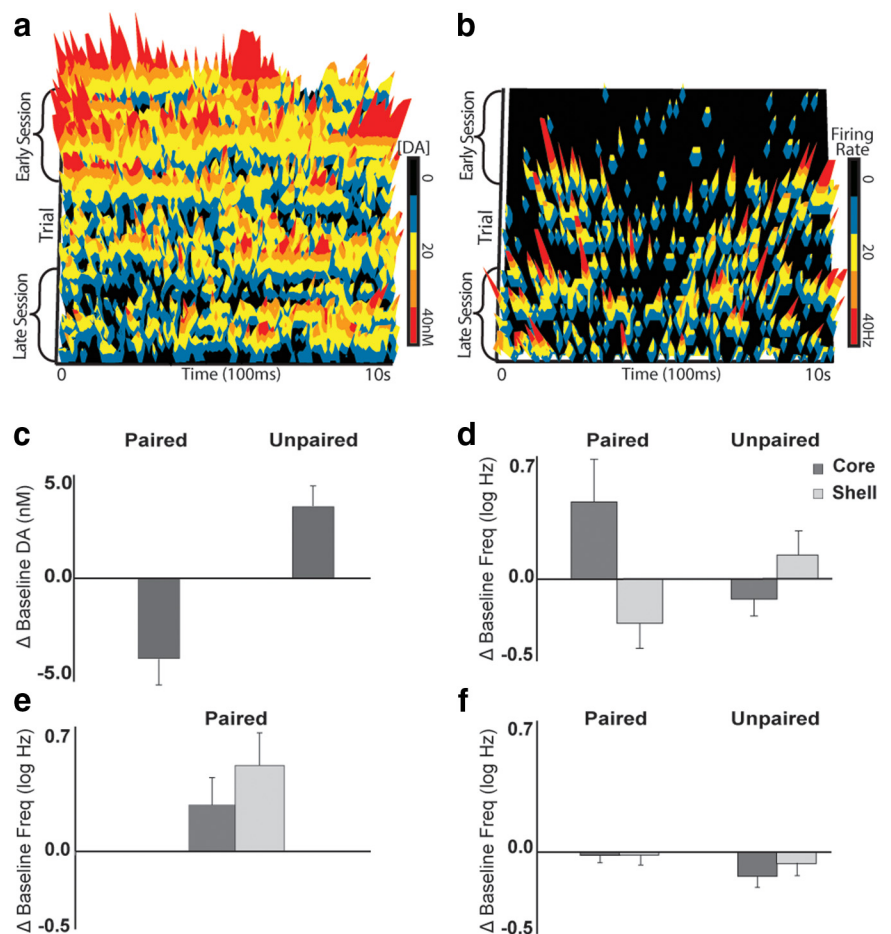 a
Early Session
Trial
Late Session
[DA]
0
20
40nM
0
Time (100ms)
10s
b
Early Session
Trial
Late Session
Firing
Rate
0
20
40Hz
0
Time (100ms)
10s
c
Paired
Unpaired
Δ Baseline DA (nM)
5.0
0.0
-5.0
d
Paired
Unpaired
Core
Shell
Δ Baseline Freq (log Hz)
0.7
0.0
-0.5
e
Paired
Δ Baseline Freq (log Hz)
0.7
0.0
-0.5
f
Paired
Unpaired
Δ Baseline Freq (log Hz)
0.7
0.0
-0.5